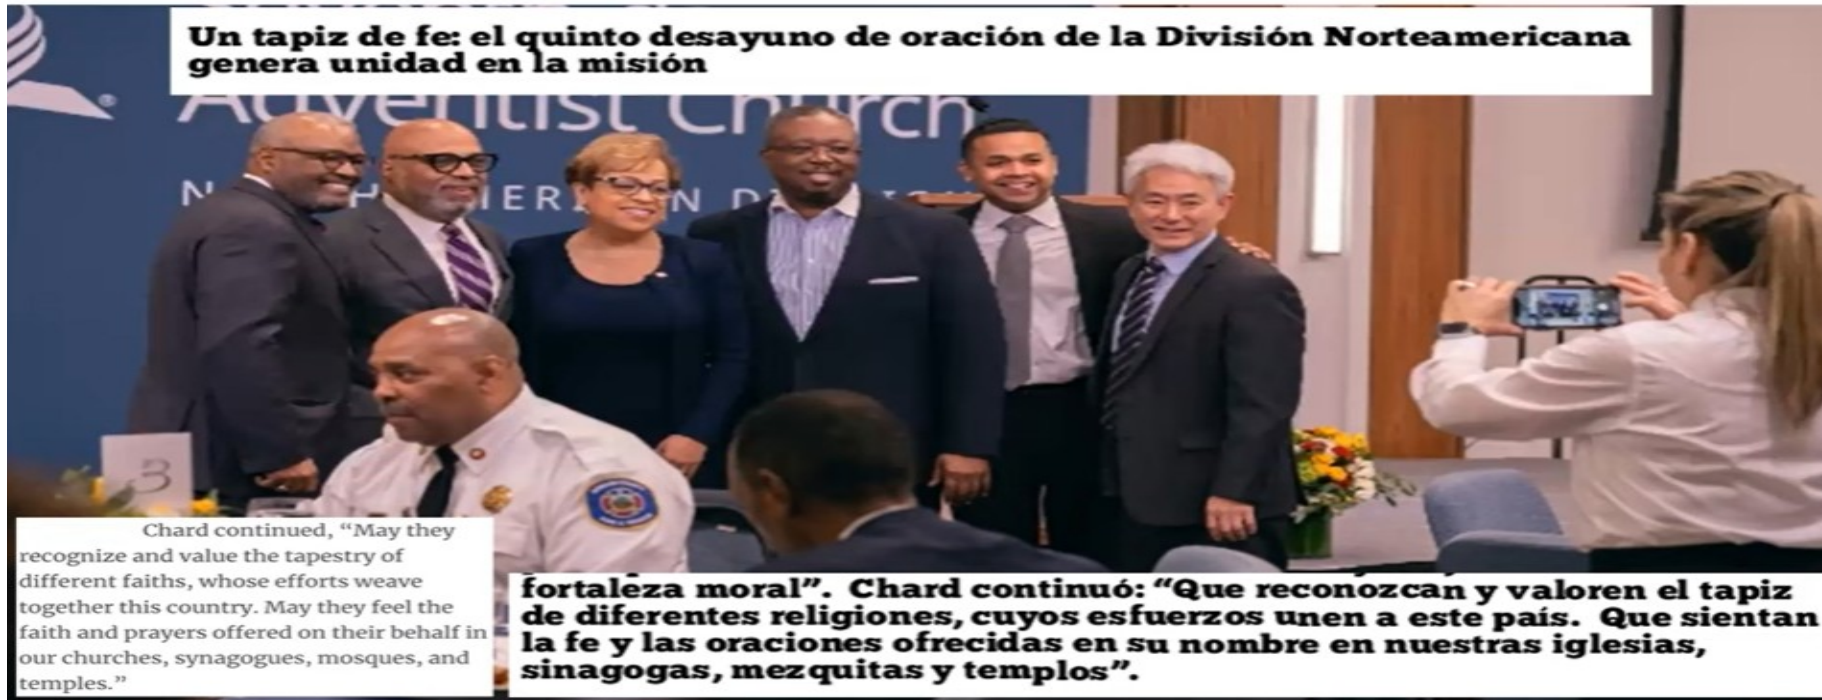 Un tapiz de fe: el quinto desayuno de oración de la División Norteamericana
genera unidad en la misión
Adventist Church
3
Chard continued, “May they
recognize and value the tapestry of
different faiths, whose efforts weave
together this country. May they feel the
faith and prayers offered on their behalf in
our churches, synagogues, mosques, and
temples.”
fortaleza moral”. Chard continuó: “Que reconozcan y valoren el tapiz
de diferentes religiones, cuyos esfuerzos unen a este país. Que sientan
la fe y las oraciones ofrecidas en su nombre en nuestras iglesias,
sinagogas, mezquitas y templos”.